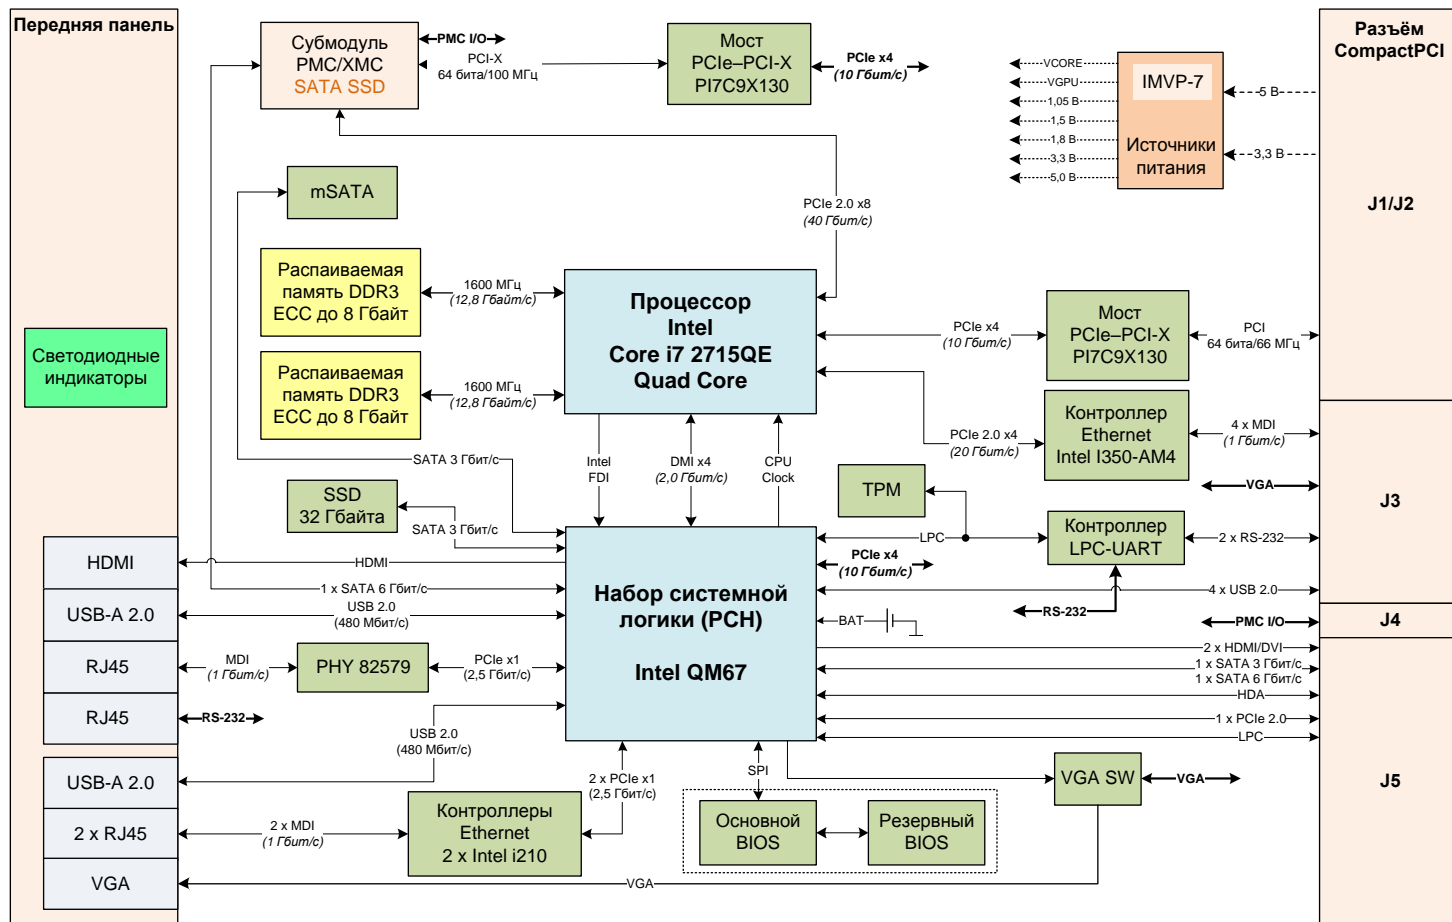 Передняя панель
Субмодуль
PMC/XMC
SATA SSD
PMC I/O
PCI-X
64 бита/100 МГц
Мост
PCIe–PCI-X
PI7C9X130
PCIe x4
(10 Гбит/с)
VCORE
VGPU
1,05 В
1,5 В
1,8 В
3,3 В
5,0 В
IMVP-7
Источники
питания
5 В
3,3 В
Разъём
CompactPCI
J1/J2
mSATA
PCIe 2.0 x8
(40 Гбит/с)
Распаиваемая
память DDR3
ECC до 8 Гбайт
1600 МГц
(12,8 Гбайт/с)
Процессор
Intel
Core i7 2715QE
Quad Core
PCIe x4
(10 Гбит/с)
Мост
PCIe–PCI-X
PI7C9X130
PCI
64 бита/66 МГц
Светодиодные
индикаторы
Распаиваемая
память DDR3
ECC до 8 Гбайт
1600 МГц
(12,8 Гбайт/с)
PCIe 2.0 x4
(20 Гбит/с)
Контроллер
Ethernet
Intel I350-AM4
4 x MDI
(1 Гбит/с)
SATA 3 Гбит/с
Intel
FDI
DMI x4
(2,0 Гбит/с)
CPU
Clock
TPM
VGA
J3
SSD
32 Гбайта
SATA 3 Гбит/с
LPC
Контроллер
LPC-UART
2 x RS-232
HDMI
HDMI
PCIe x4
(10 Гбит/с)
1 x SATA 6 Гбит/с
4 x USB 2.0
USB-A 2.0
USB 2.0
(480 Мбит/с)
Набор системной
логики (PCH)
Intel QM67
RS-232
BAT
PMC I/O
J4
RJ45
MDI
(1 Гбит/с)
PHY 82579
PCIe x1
(2,5 Гбит/с)
2 x HDMI/DVI
1 x SATA 3 Гбит/с
1 x SATA 6 Гбит/с
HDA
RJ45
RS-232
1 x PCIe 2.0
LPC
USB 2.0
(480 Мбит/с)
USB-A 2.0
2 x PCIe x1
(2,5 Гбит/с)
SPI
VGA SW
VGA
J5
2 x RJ45
2 x MDI
(1 Гбит/с)
Контроллеры
Ethernet
2 x Intel i210
Основной
BIOS
Резервный
BIOS
VGA
VGA